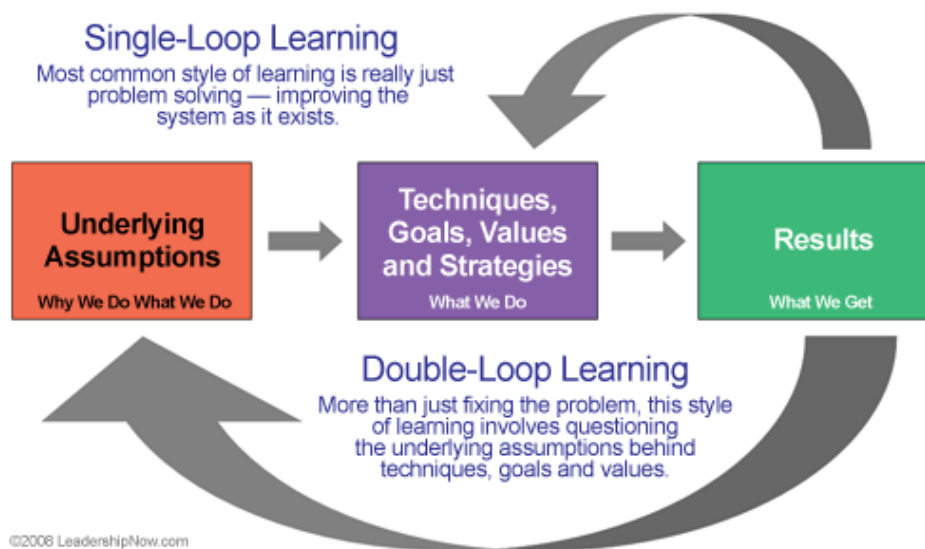 Single-Loop Learning
Most common style of learning is really just
problem solving — improving the
system as it exists.
Underlying
Assumptions
Why We Do What We Do
Techniques,
Goals, Values
and Strategies
What We Do
Results
What We Get
Double-Loop Learning
More than just fixing the problem, this style
of learning involves questioning
the underlying assumptions behind
techniques, goals and values.
©2008 LeadershipNow.com